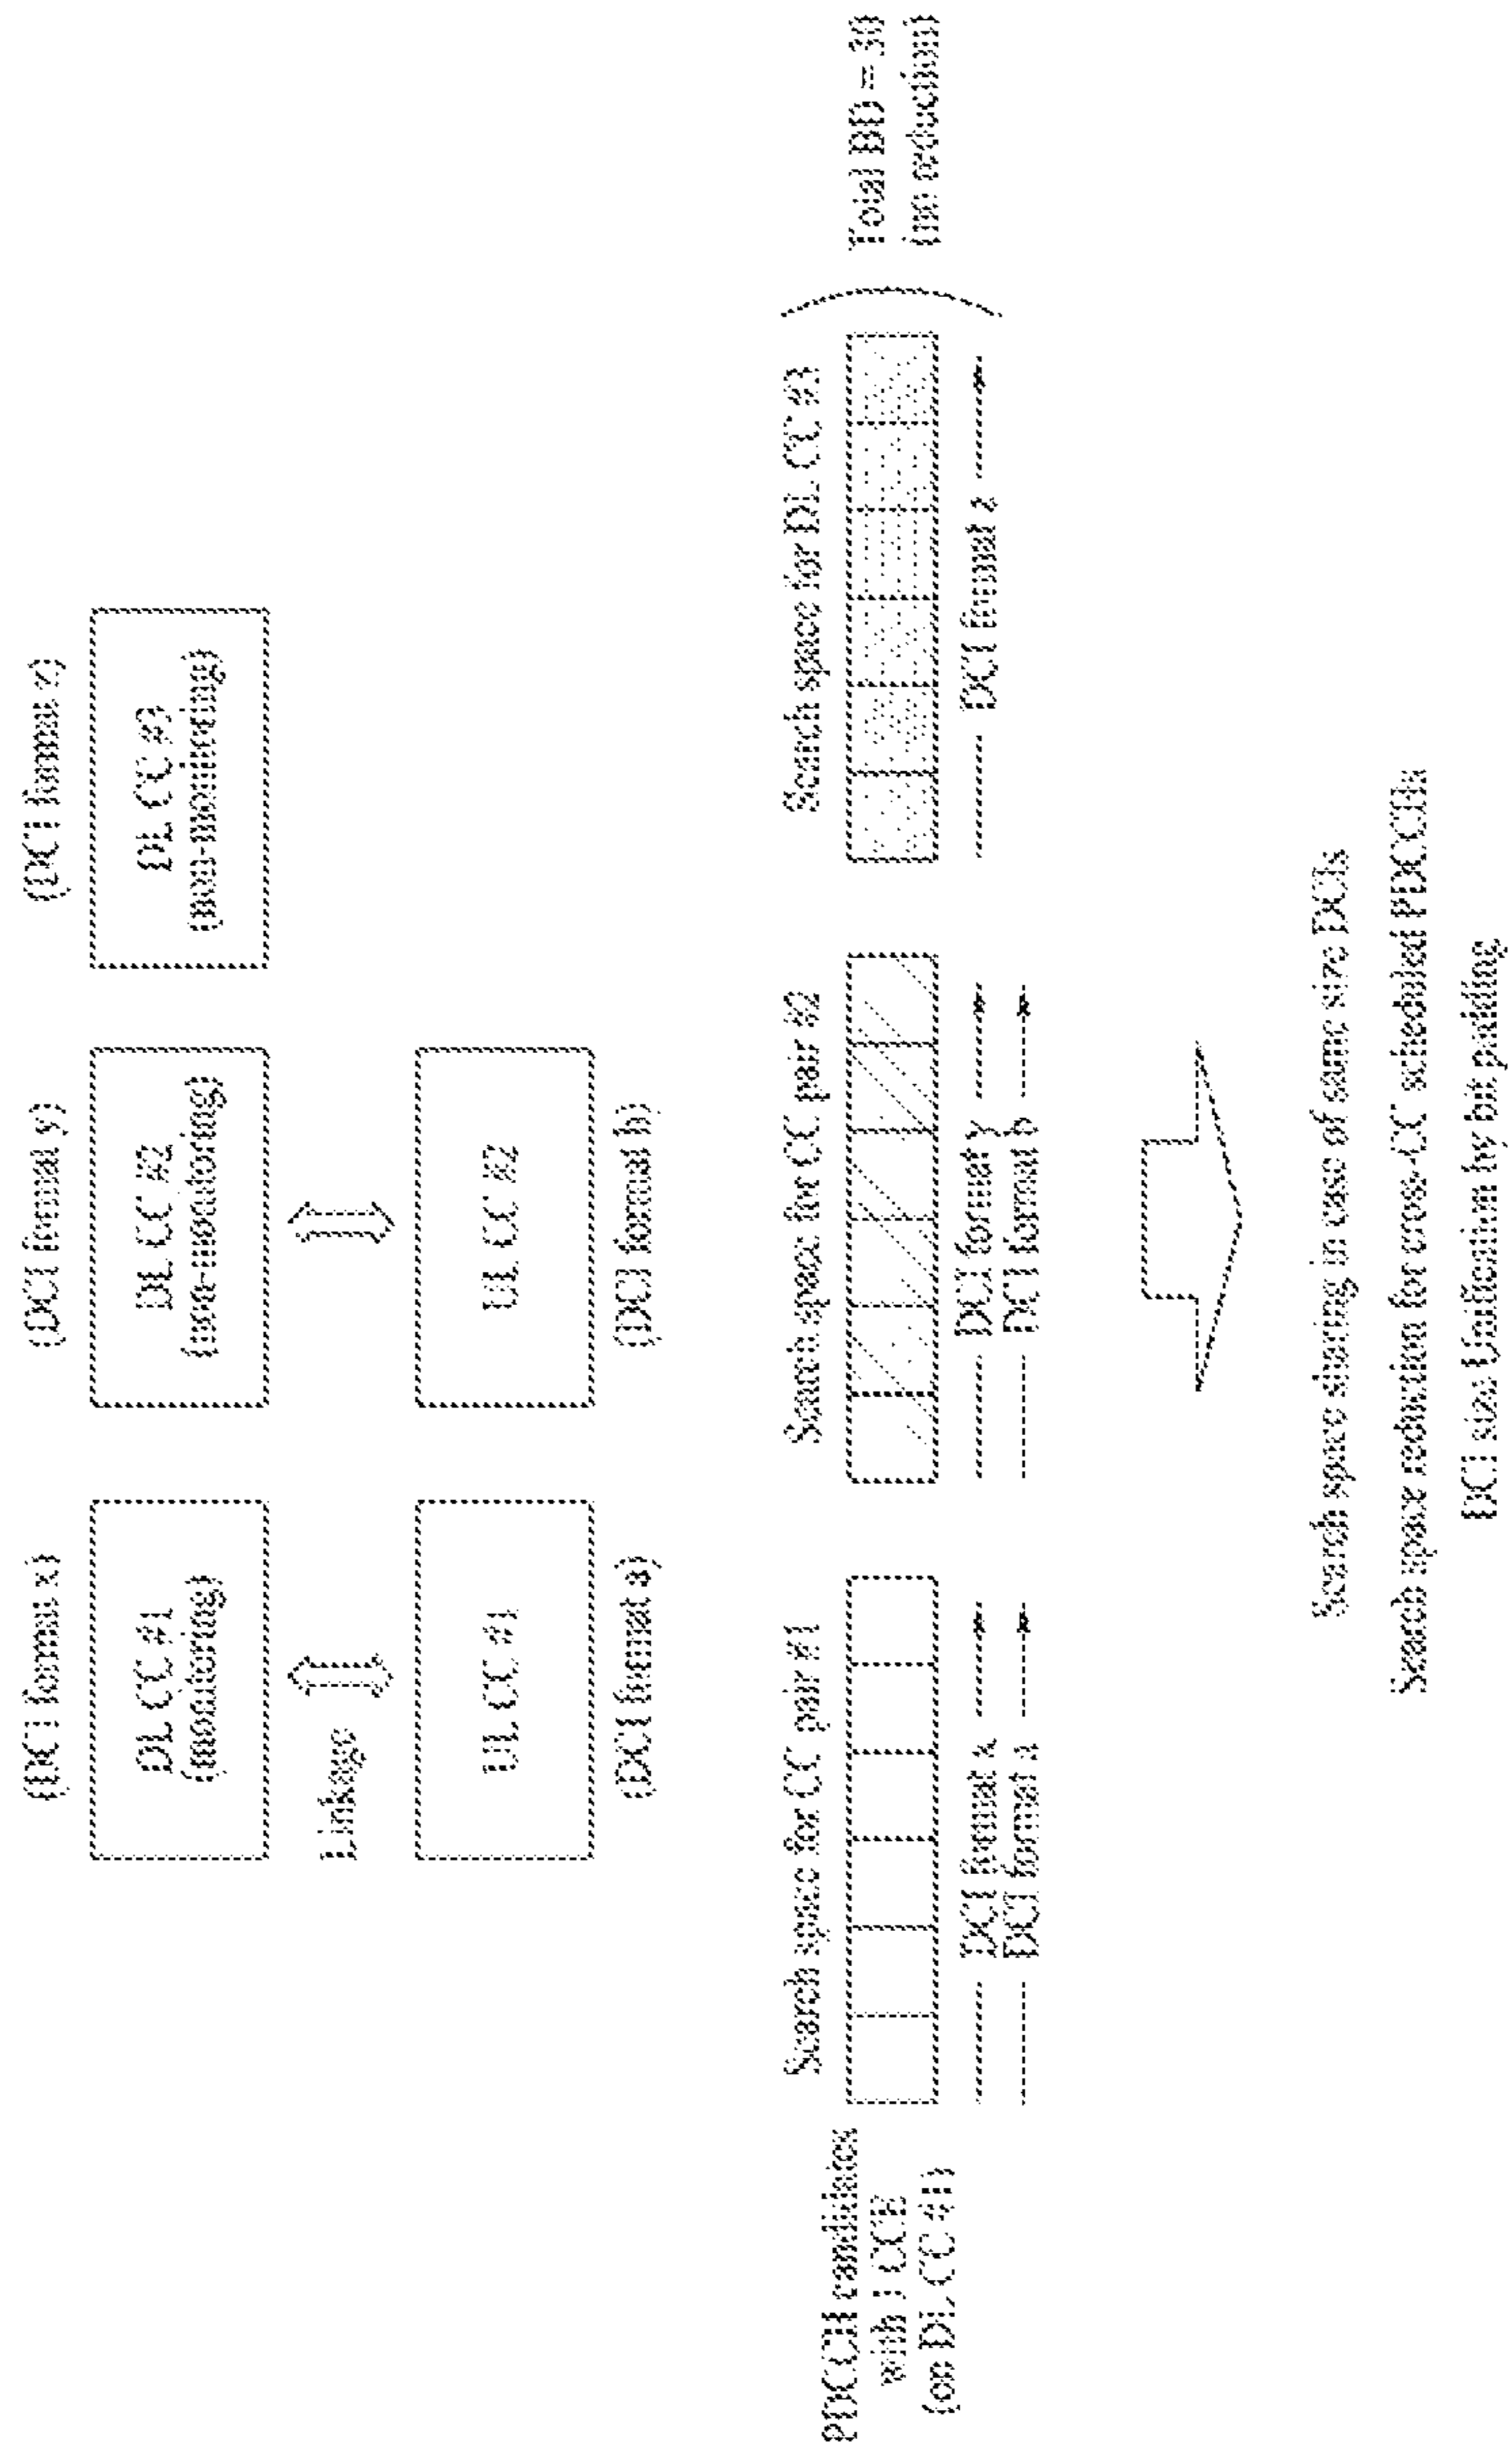 (DCI format x)
(DCI format y)
(DCI format z)
DL CC #1
(monitoring)
DL CC #2
(non-monitoring)
DL CC #3
(non-monitoring)
Linkage
UL CC #1
UL CC #2
(DCI format a)
(DCI format b)
Search space for CC pair #1
Search space for CC pair #2
Search space for DL CC #3
PDCCH candidates
with 1 CCE
(on DL CC #1)
Total BD = 30
(no reduction)
DCI format x
DCI format a
DCI format y
DCI format b
DCI format z
Search space sharing in case of same size DCIs
Search space reduction for cross-CC scheduled PDCCHs
DCI size Unification by bit padding